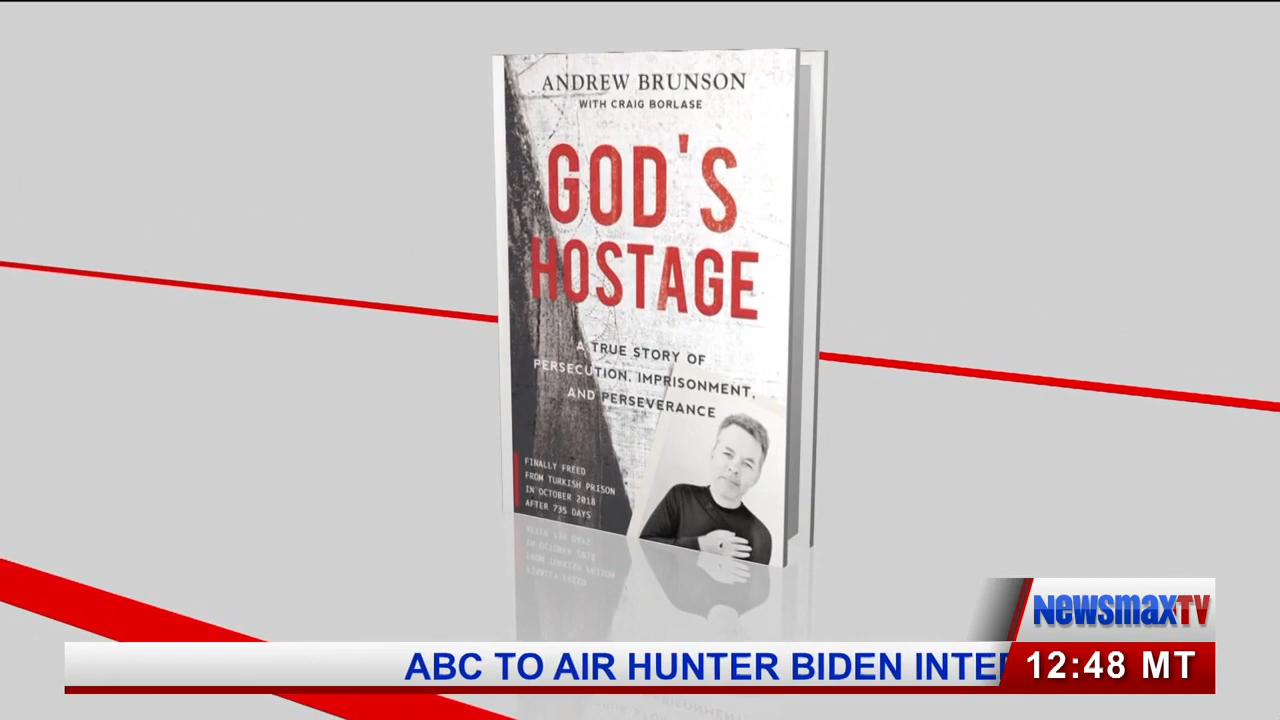 ANDREW BRUNSON
WITH CRAIG BORLASE
GOD'S
HOSTAGE
A TRUE STORY OF
PERSECUTION, IMPRISONMENT,
AND PERSEVERANCE
FINALLY FREED
FROM TURKISH PRISON
IN OCTOBER 2018
AFTER 735 DAYS
NEWSMAXTV
ABC TO AIR HUNTER BIDEN
12:48 MT